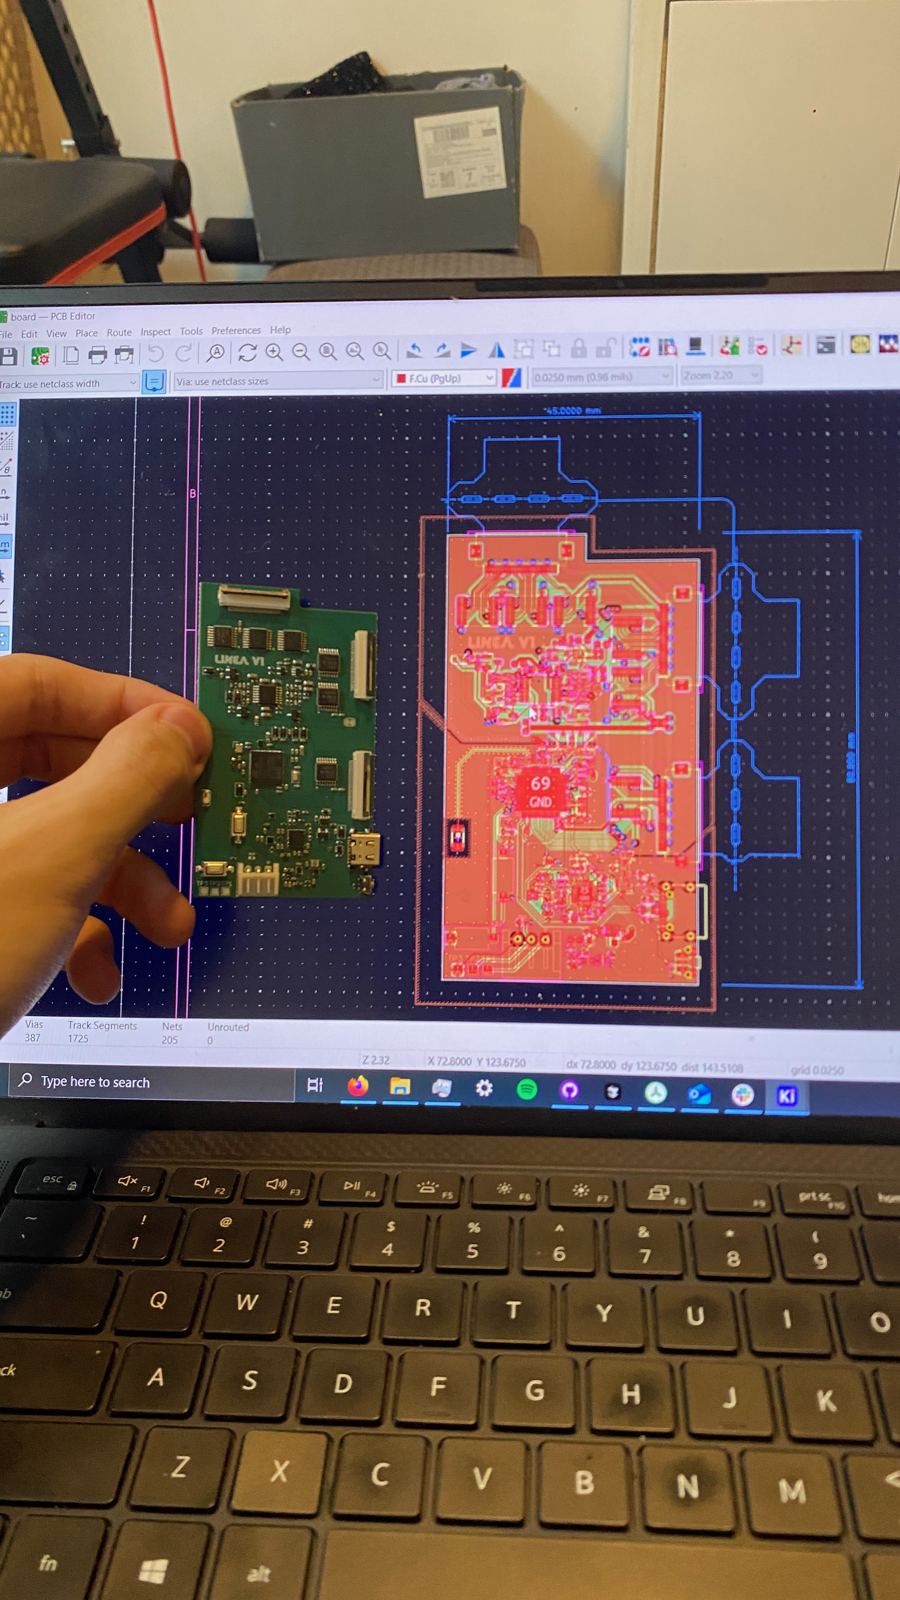 board — PCB Editor
File Edit View Place Route Inspect Tools Preferences Help
Track: use netclass width
Via: use netclass sizes
F.Cu (PgUp)
0.0250 mm (0.98 mils)
Zoom 2.20
45.0000 mm
B
LINEA V1
LINEA V1
69
GND
Vias
387
Track Segments
1725
Nets
205
Unrouted
0
Z 2.32
X 72.8000 Y 123.6750
dx 72.8000 dy 123.6750 dist 143.5108
grid 0.0250
Type here to search
Ki
esc F1 F2 F3 F4 F5 F6 F7 F8 F9 prt sc F10
~ ! @ # $ % ^ & * (
` 1 2 3 4 5 6 7 8 9
Q W E R T Y U I O
A S D F G H J K
Z X C V B N M <
fn alt